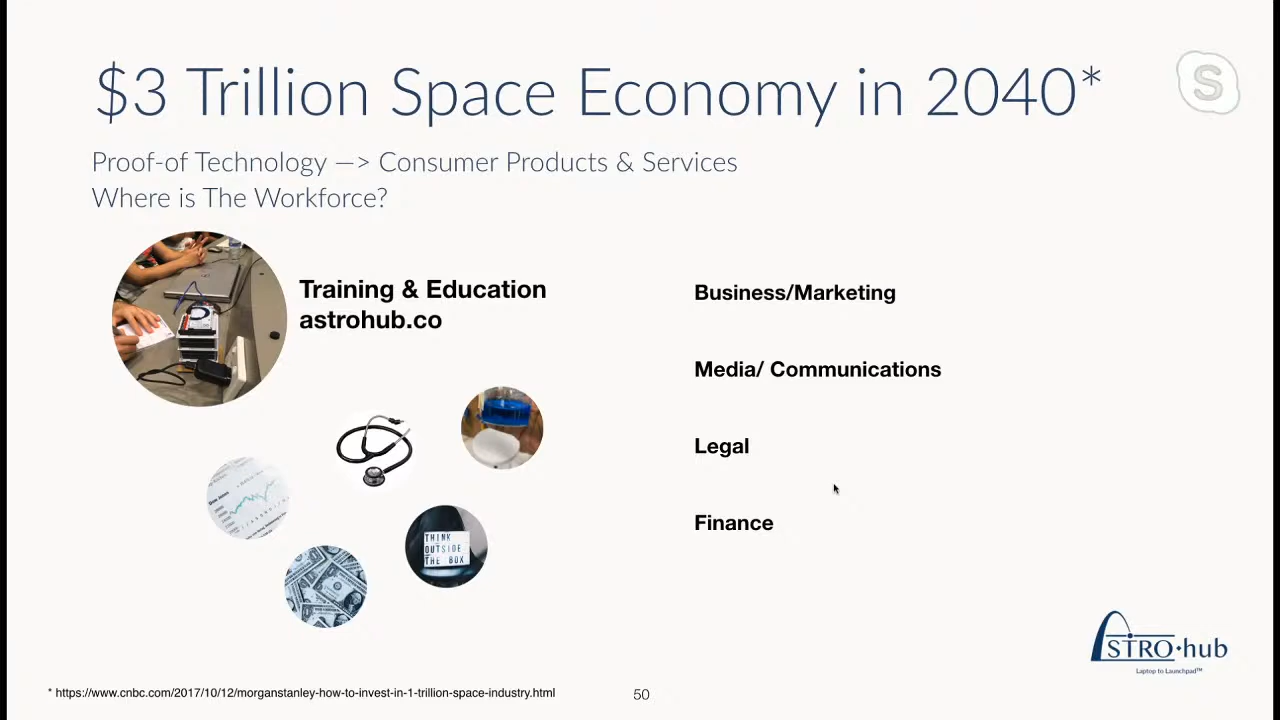 $3 Trillion Space Economy in 2040*
S
Proof-of Technology —> Consumer Products & Services
Where is The Workforce?
Training & Education
astrohub.co
Business/Marketing
Media/ Communications
Legal
Finance
THINK
OUTSIDE
THE BOX
STRO·hub
Laptop to Launchpad™
* https://www.cnbc.com/2017/10/12/morganstanley-how-to-invest-in-1-trillion-space-industry.html
50